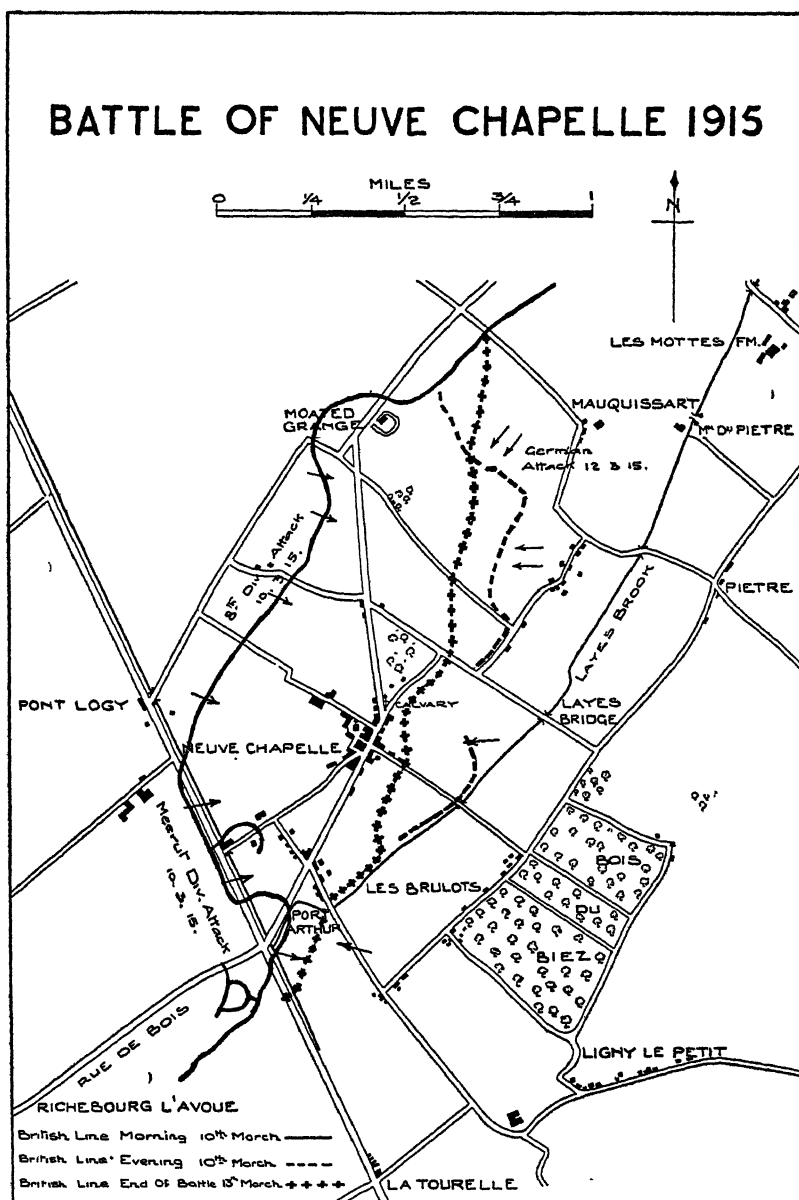 BATTLE OF NEUVE CHAPELLE 1915
MILES
0 1/4 1/2 3/4 1
N
LES MOTTES FM.
MAUQUISSART
Mn DU PIETRE
MOATED
GRANGE
German
Attack 12 3 15.
8th Div. Attack
10. 3. 15.
PIETRE
LAYES BROOK
PONT LOGY
CALVARY
LAYES
BRIDGE
NEUVE CHAPELLE
Meerut Div. Attack
10. 3. 15.
BOIS
DU
BIEZ
LES BRULOTS
PORT
ARTHUR
RUE DE BOIS
LIGNY LE PETIT
RICHEBOURG L'AVOUE
British Line Morning 10th March
British Line Evening 10th March
British Line End Of Battle 13th March
LA TOURELLE